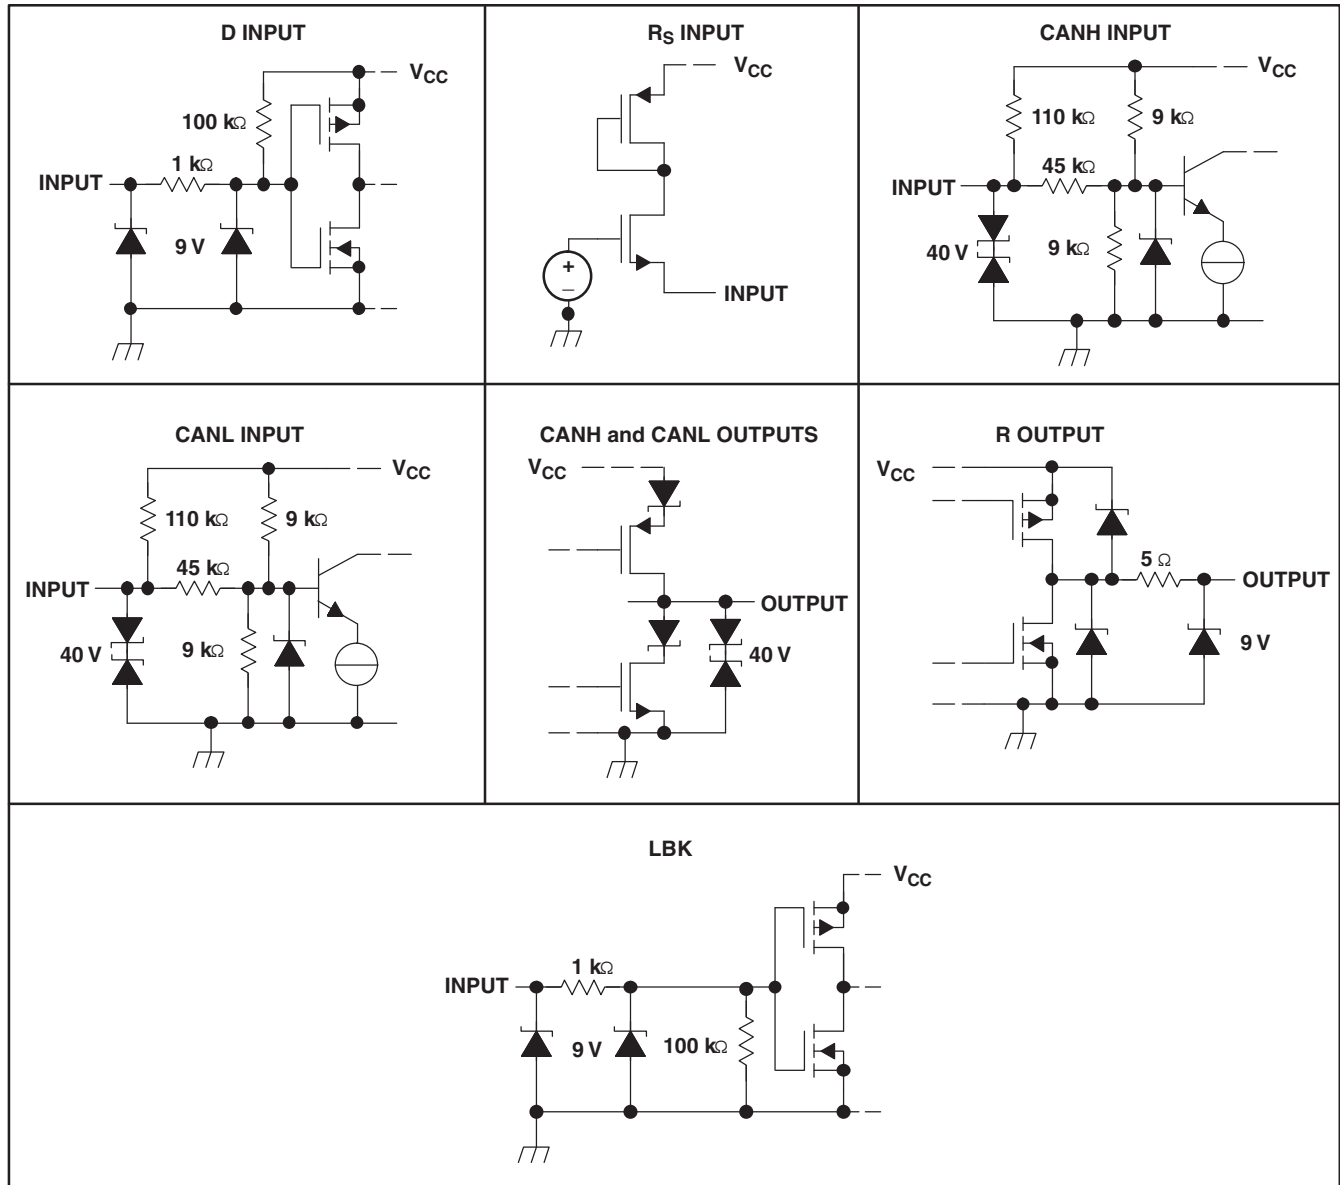 D INPUT
V_CC
100 kΩ
1 kΩ
INPUT
9 V
R_S INPUT
V_CC
+
–
INPUT
CANH INPUT
V_CC
110 kΩ
9 kΩ
45 kΩ
INPUT
40 V
9 kΩ
CANL INPUT
V_CC
110 kΩ
9 kΩ
45 kΩ
INPUT
40 V
9 kΩ
CANH and CANL OUTPUTS
V_CC
OUTPUT
40 V
R OUTPUT
V_CC
5 Ω
OUTPUT
9 V
LBK
V_CC
1 kΩ
INPUT
9 V
100 kΩ